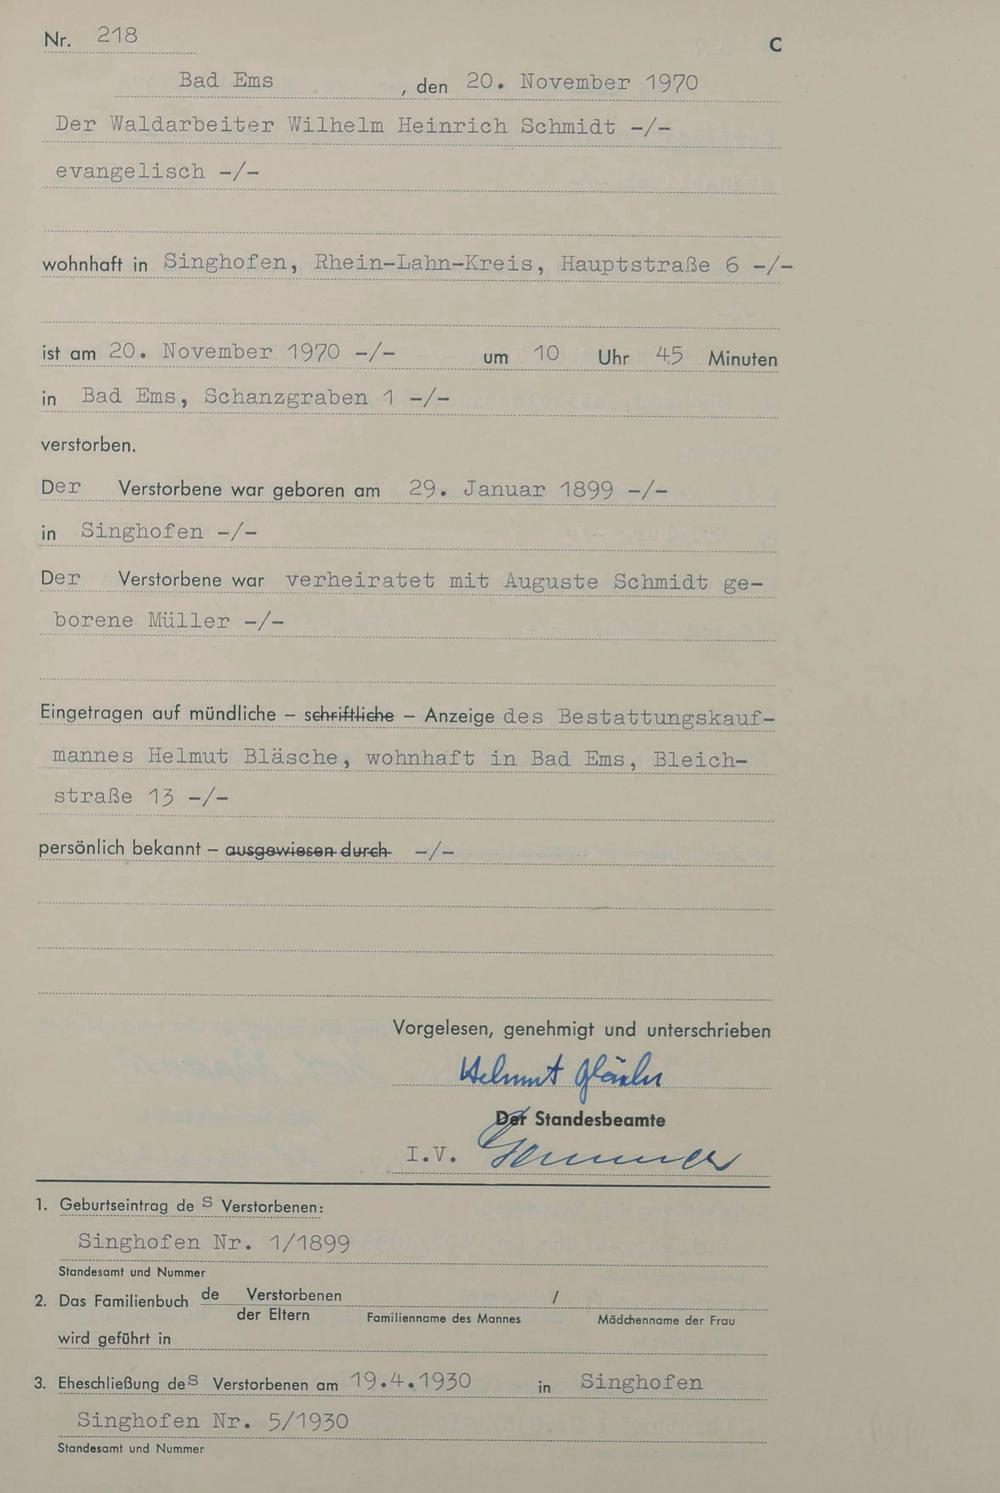 Nr. 218 C
Bad Ems , den 20. November 1970
Der Waldarbeiter Wilhelm Heinrich Schmidt -/-
evangelisch -/-
wohnhaft in Singhofen, Rhein-Lahn-Kreis, Hauptstraße 6 -/-
ist am 20. November 1970 -/- um 10 Uhr 45 Minuten
in Bad Ems, Schanzgraben 1 -/-
verstorben.
Der Verstorbene war geboren am 29. Januar 1899 -/-
in Singhofen -/-
Der Verstorbene war verheiratet mit Auguste Schmidt ge-
borene Müller -/-
Eingetragen auf mündliche – schriftliche – Anzeige des Bestattungskauf-
mannes Helmut Bläsche, wohnhaft in Bad Ems, Bleich-
straße 13 -/-
persönlich bekannt – ausgewiesen durch -/-
Vorgelesen, genehmigt und unterschrieben
Helmut Bläsche
Der Standesbeamte
I.V.
1. Geburtseintrag des Verstorbenen:
Singhofen Nr. 1/1899
Standesamt und Nummer
2. Das Familienbuch de Verstorbenen /
der Eltern Familienname des Mannes Mädchenname der Frau
wird geführt in
3. Eheschließung des Verstorbenen am 19.4.1930 in Singhofen
Singhofen Nr. 5/1930
Standesamt und Nummer